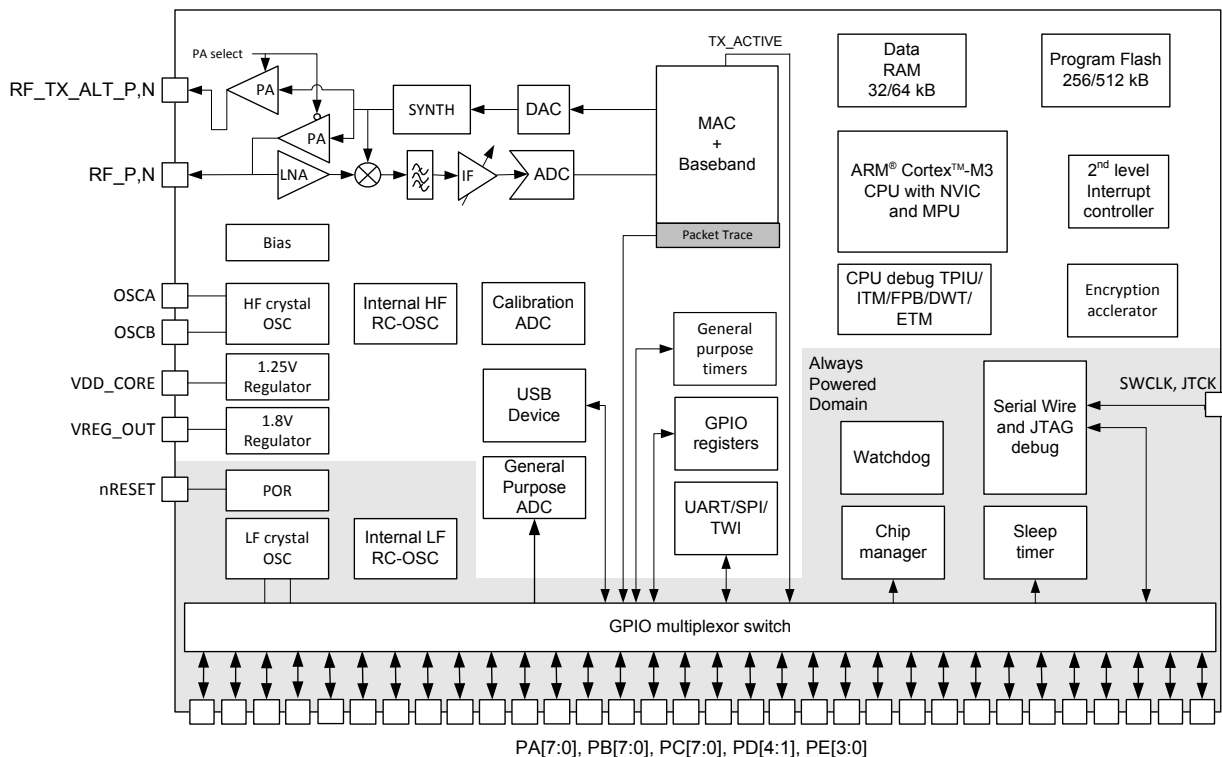 PA select
TX_ACTIVE
RF_TX_ALT_P,N
PA
SYNTH
DAC
MAC
+
Baseband
Data
RAM
32/64 kB
Program Flash
256/512 kB
PA
RF_P,N
LNA
IF
ADC
ARM® Cortex™-M3
CPU with NVIC
and MPU
2nd level
Interrupt
controller
Packet Trace
Bias
OSCA
OSCB
HF crystal
OSC
Internal HF
RC-OSC
Calibration
ADC
CPU debug TPIU/
ITM/FPB/DWT/
ETM
Encryption
acclerator
General
purpose
timers
VDD_CORE
1.25V
Regulator
USB
Device
Always
Powered
Domain
Serial Wire
and JTAG
debug
SWCLK, JTCK
VREG_OUT
1.8V
Regulator
GPIO
registers
Watchdog
nRESET
POR
General
Purpose
ADC
UART/SPI/
TWI
LF crystal
OSC
Internal LF
RC-OSC
Chip
manager
Sleep
timer
GPIO multiplexor switch
PA[7:0], PB[7:0], PC[7:0], PD[4:1], PE[3:0]